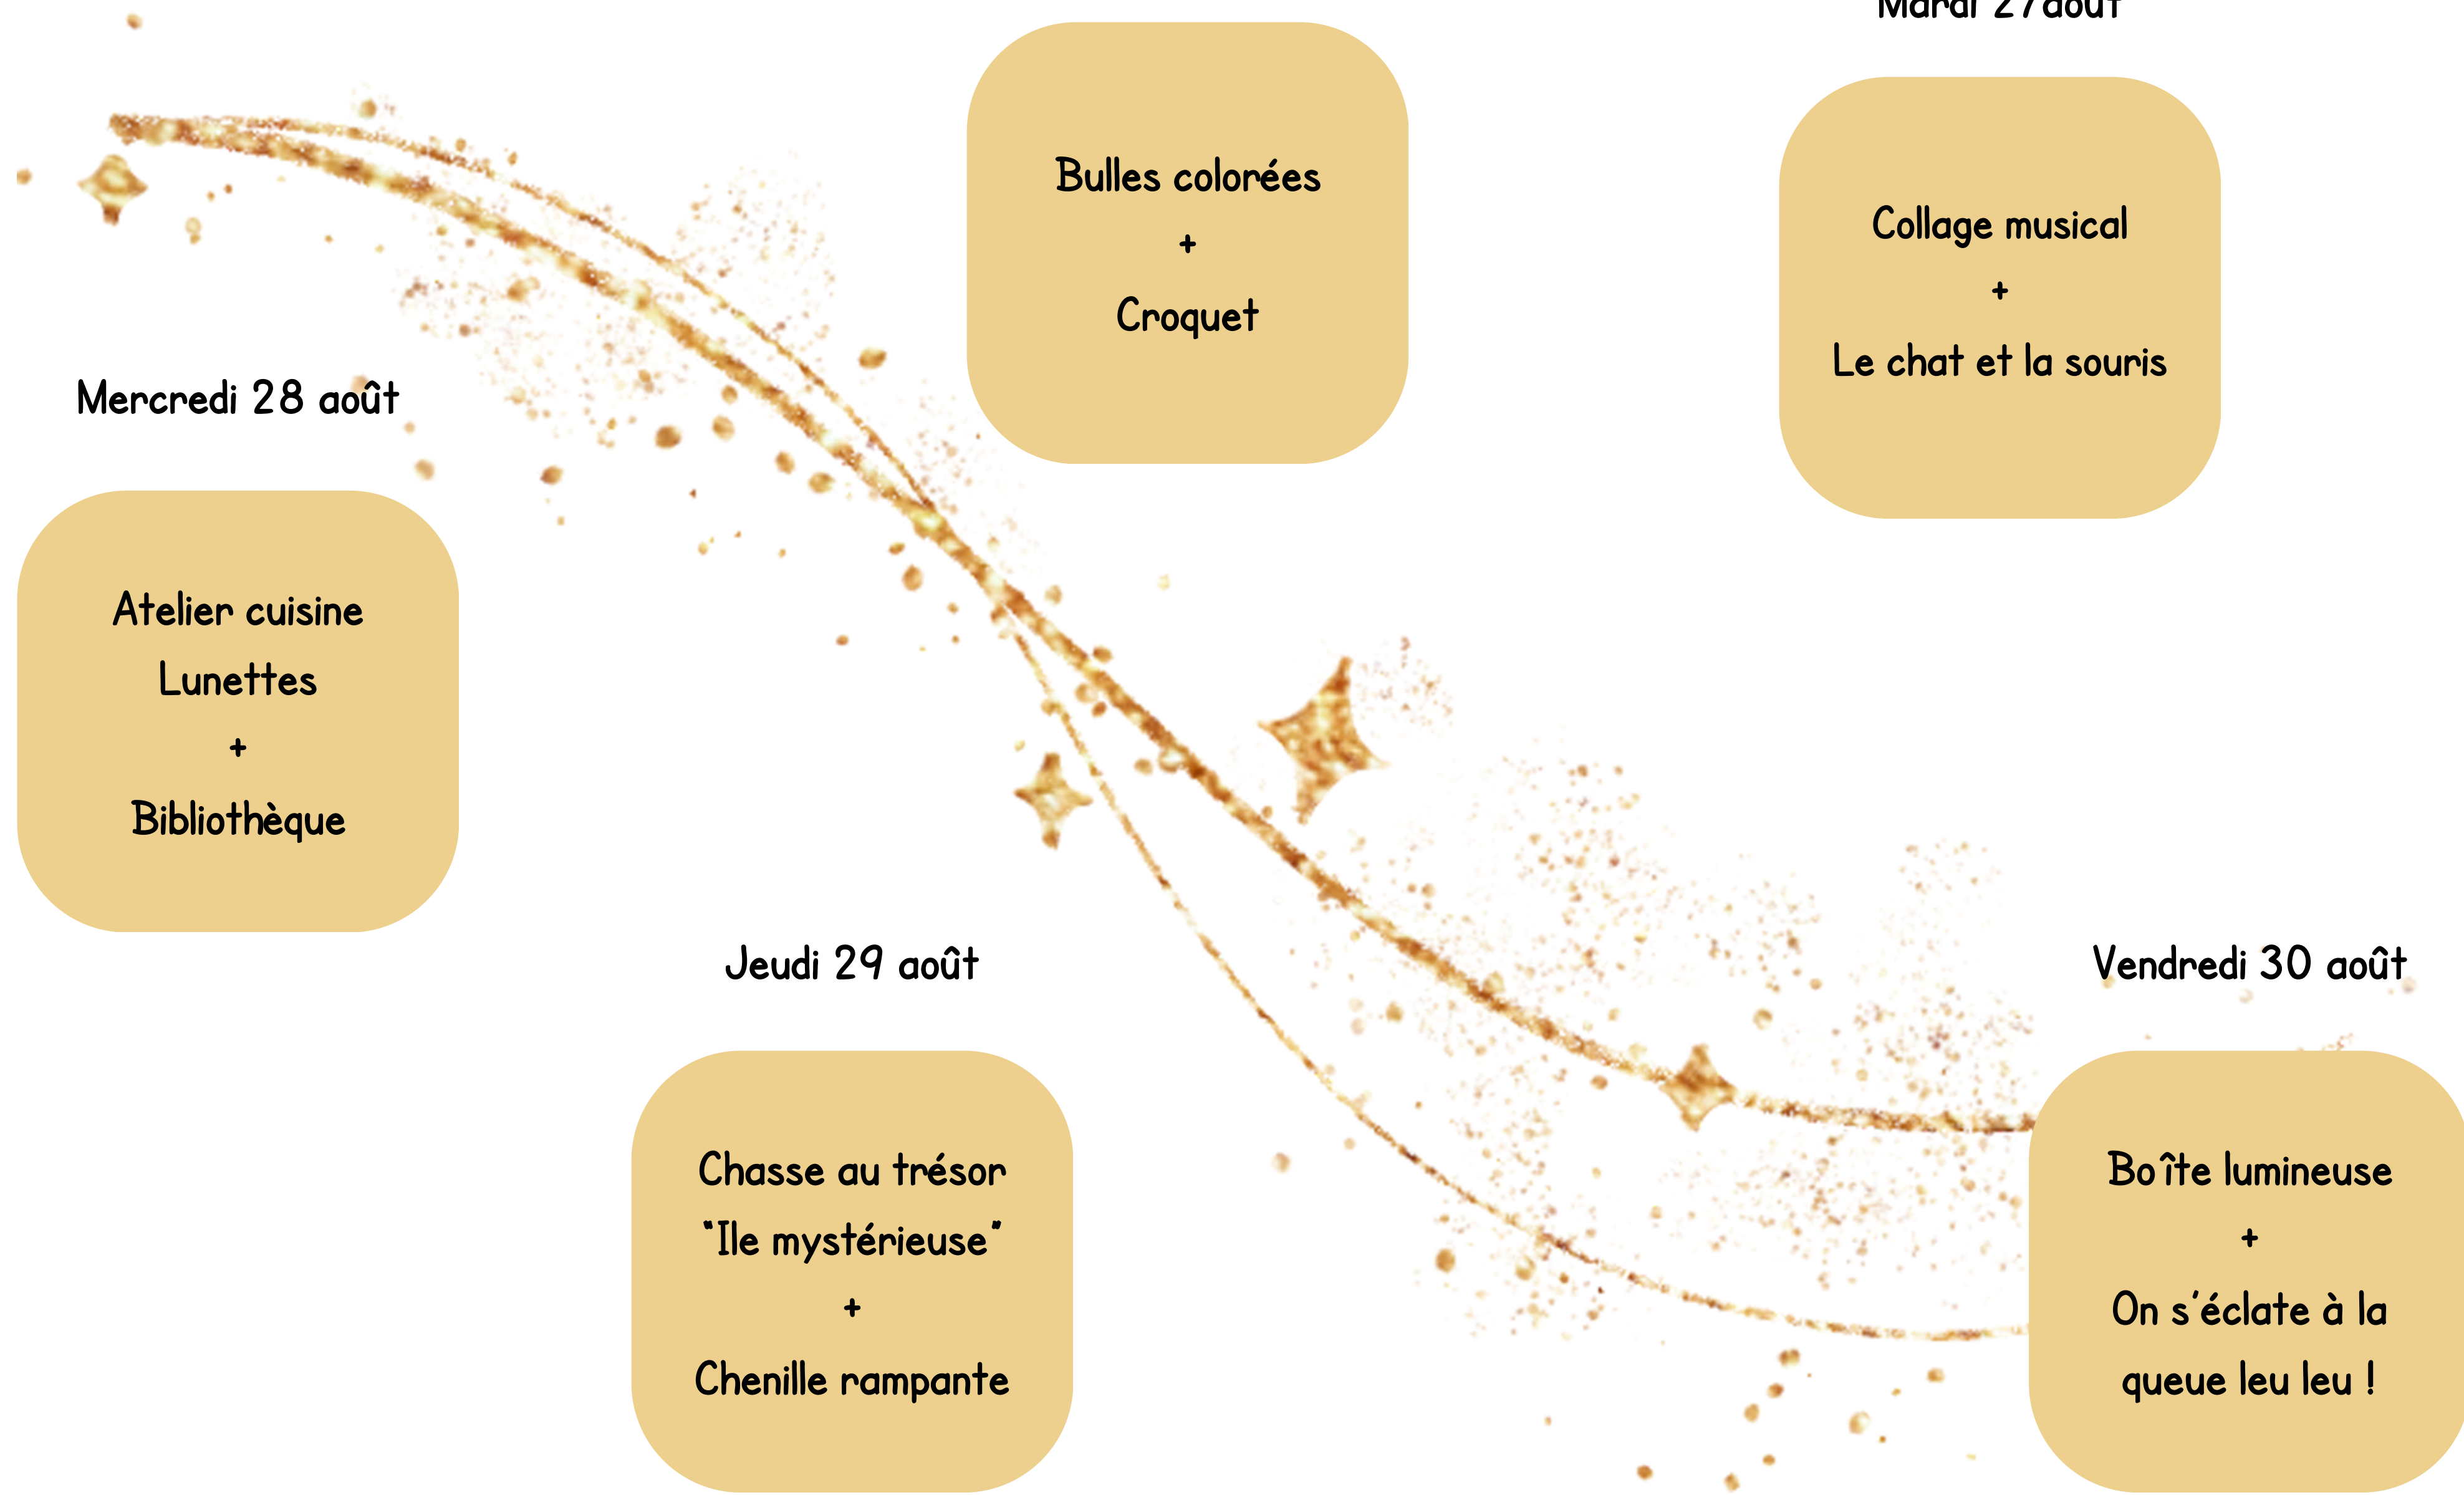 Mardi 27août
Bulles colorées
+
Croquet
Collage musical
+
Le chat et la souris
Mercredi 28 août
Atelier cuisine
Lunettes
+
Bibliothèque
Jeudi 29 août
Chasse au trésor
"Ile mystérieuse"
+
Chenille rampante
Vendredi 30 août
Boîte lumineuse
+
On s'éclate à la
queue leu leu !